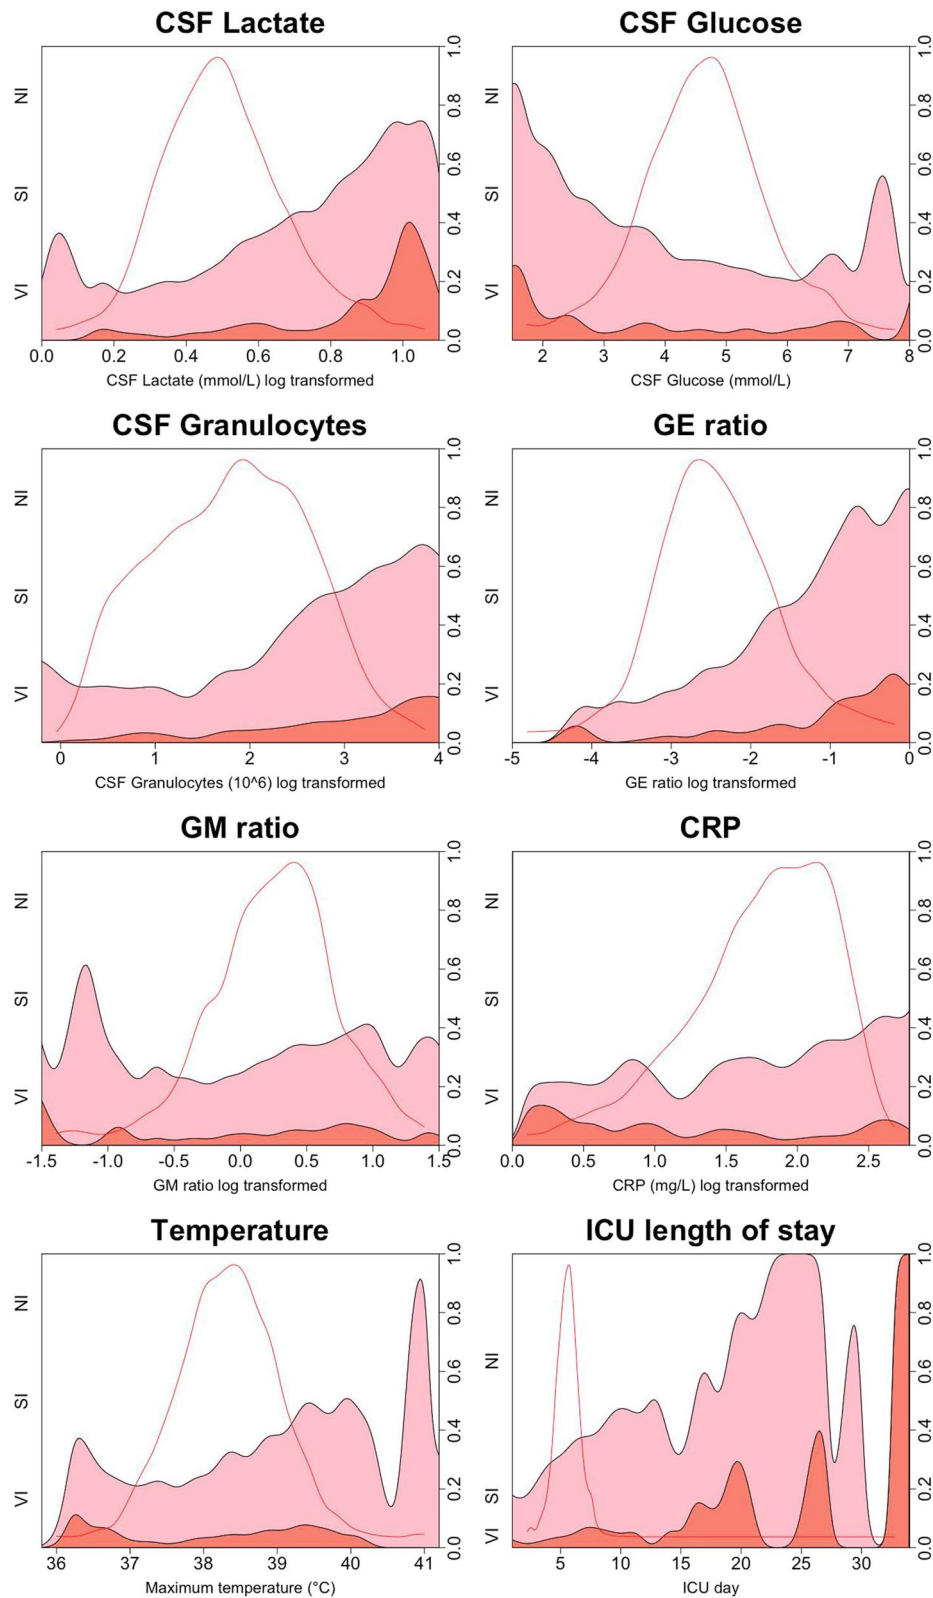 CSF Lactate
NI
SI
VI
0.0 0.2 0.4 0.6 0.8 1.0
0.0 0.2 0.4 0.6 0.8 1.0
CSF Lactate (mmol/L) log transformed
CSF Glucose
NI
SI
VI
0.0 0.2 0.4 0.6 0.8 1.0
2 3 4 5 6 7 8
CSF Glucose (mmol/L)
CSF Granulocytes
NI
SI
VI
0.0 0.2 0.4 0.6 0.8 1.0
0 1 2 3 4
CSF Granulocytes (10^6) log transformed
GE ratio
NI
SI
VI
0.0 0.2 0.4 0.6 0.8 1.0
-5 -4 -3 -2 -1 0
GE ratio log transformed
GM ratio
NI
SI
VI
0.0 0.2 0.4 0.6 0.8 1.0
-1.5 -1.0 -0.5 0.0 0.5 1.0 1.5
GM ratio log transformed
CRP
NI
SI
VI
0.0 0.2 0.4 0.6 0.8 1.0
0.0 0.5 1.0 1.5 2.0 2.5
CRP (mg/L) log transformed
Temperature
NI
SI
VI
0.0 0.2 0.4 0.6 0.8 1.0
36 37 38 39 40 41
Maximum temperature (°C)
ICU length of stay
NI
SI
VI
0.0 0.2 0.4 0.6 0.8 1.0
5 10 15 20 25 30
ICU day